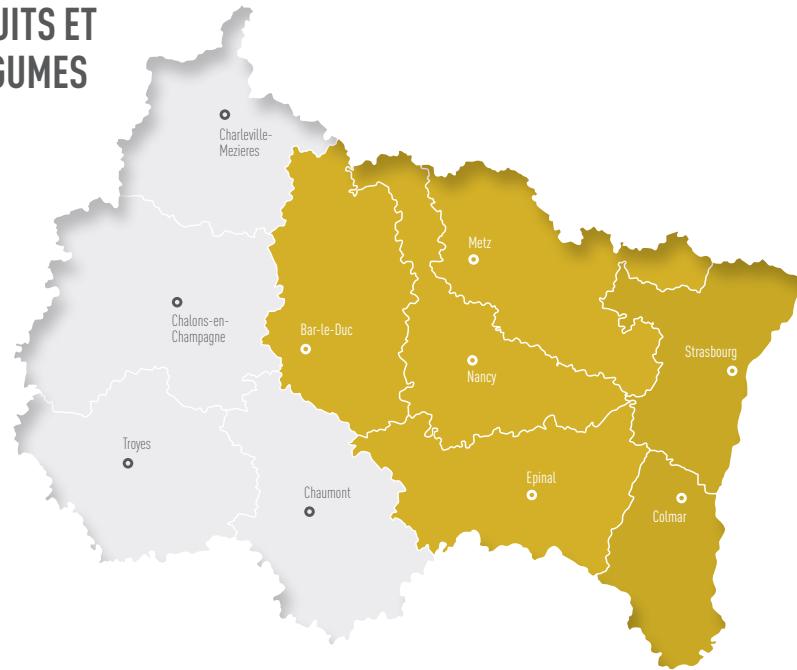 UITS ET
GUMES
Charleville-
Mezieres
Metz
Chalons-en-
Champagne
Bar-le-Duc
Strasbourg
Nancy
Troyes
Epinal
Chaumont
Colmar